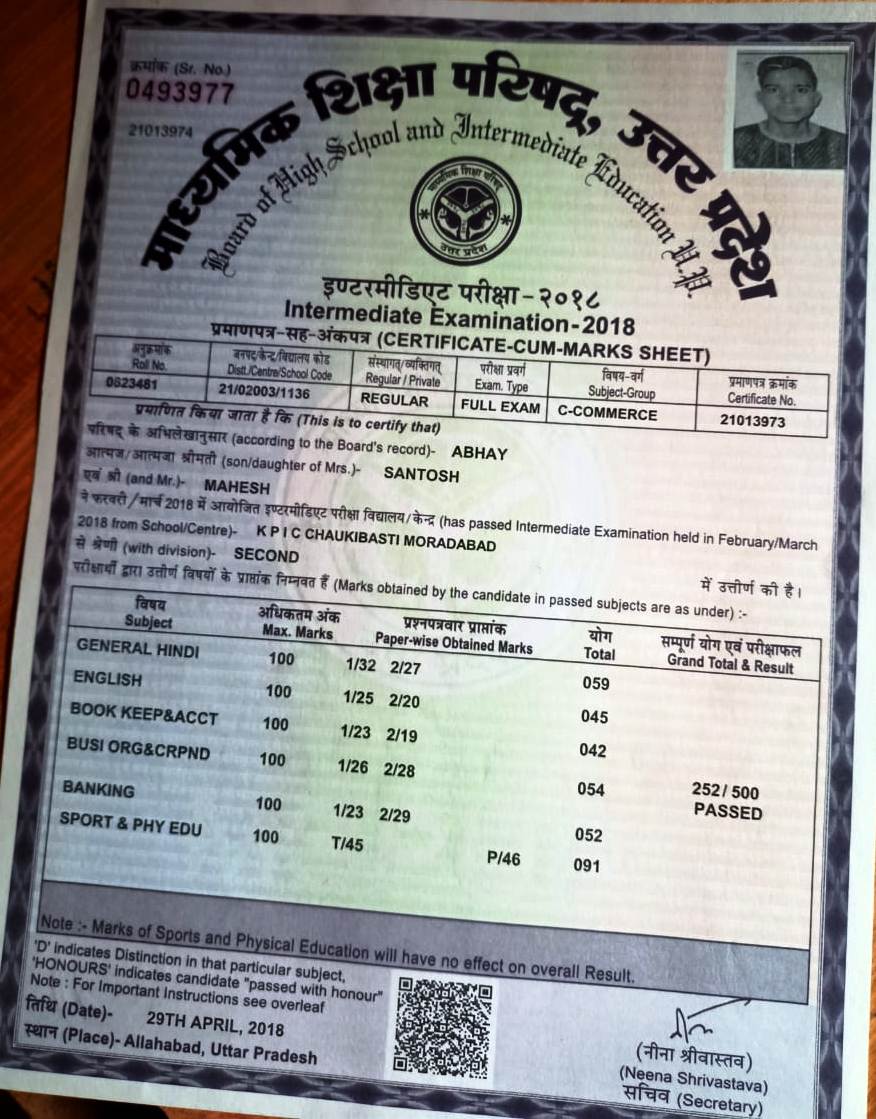 क्रमांक (Sr. No.)
0493977
21013974
माध्यमिक शिक्षा परिषद्, उत्तर प्रदेश
Board of High School and Intermediate Education U.P.
माध्यमिक शिक्षा परिषद्
उत्तर प्रदेश
इण्टरमीडिएट परीक्षा-२०१८
Intermediate Examination-2018
प्रमाणपत्र-सह-अंकपत्र (CERTIFICATE-CUM-MARKS SHEET)
अनुक्रमांक जनपद/केन्द्र/विद्यालय कोड संस्थागत/व्यक्तिगत परीक्षा प्रवर्ग विषय-वर्ग प्रमाणपत्र क्रमांक
Roll No. Distt./Centre/School Code Regular / Private Exam. Type Subject-Group Certificate No.
0623481 21/02003/1136 REGULAR FULL EXAM C-COMMERCE 21013973
प्रमाणित किया जाता है कि (This is to certify that)
परिषद् के अभिलेखानुसार (according to the Board's record)- ABHAY
आत्मज/आत्मजा श्रीमती (son/daughter of Mrs.)- SANTOSH
एवं श्री (and Mr.)- MAHESH
ने फरवरी/मार्च 2018 में आयोजित इण्टरमीडिएट परीक्षा विद्यालय/केन्द्र (has passed Intermediate Examination held in February/March
2018 from School/Centre)- K P I C CHAUKIBASTI MORADABAD
से श्रेणी (with division)- SECOND में उत्तीर्ण की है।
परीक्षार्थी द्वारा उत्तीर्ण विषयों के प्राप्तांक निम्नवत हैं (Marks obtained by the candidate in passed subjects are as under) :-
विषय अधिकतम अंक प्रश्नपत्रवार प्राप्तांक योग सम्पूर्ण योग एवं परीक्षाफल
Subject Max. Marks Paper-wise Obtained Marks Total Grand Total & Result
GENERAL HINDI 100 1/32 2/27 059
ENGLISH 100 1/25 2/20 045
BOOK KEEP&ACCT 100 1/23 2/19 042
BUSI ORG&CRPND 100 1/26 2/28 054 252/500
PASSED
BANKING 100 1/23 2/29 052
SPORT & PHY EDU 100 T/45 P/46 091
Note :- Marks of Sports and Physical Education will have no effect on overall Result.
'D' indicates Distinction in that particular subject,
'HONOURS' indicates candidate "passed with honour"
Note : For Important Instructions see overleaf
तिथि (Date)- 29TH APRIL, 2018
स्थान (Place)- Allahabad, Uttar Pradesh
(नीना श्रीवास्तव)
(Neena Shrivastava)
सचिव (Secretary)